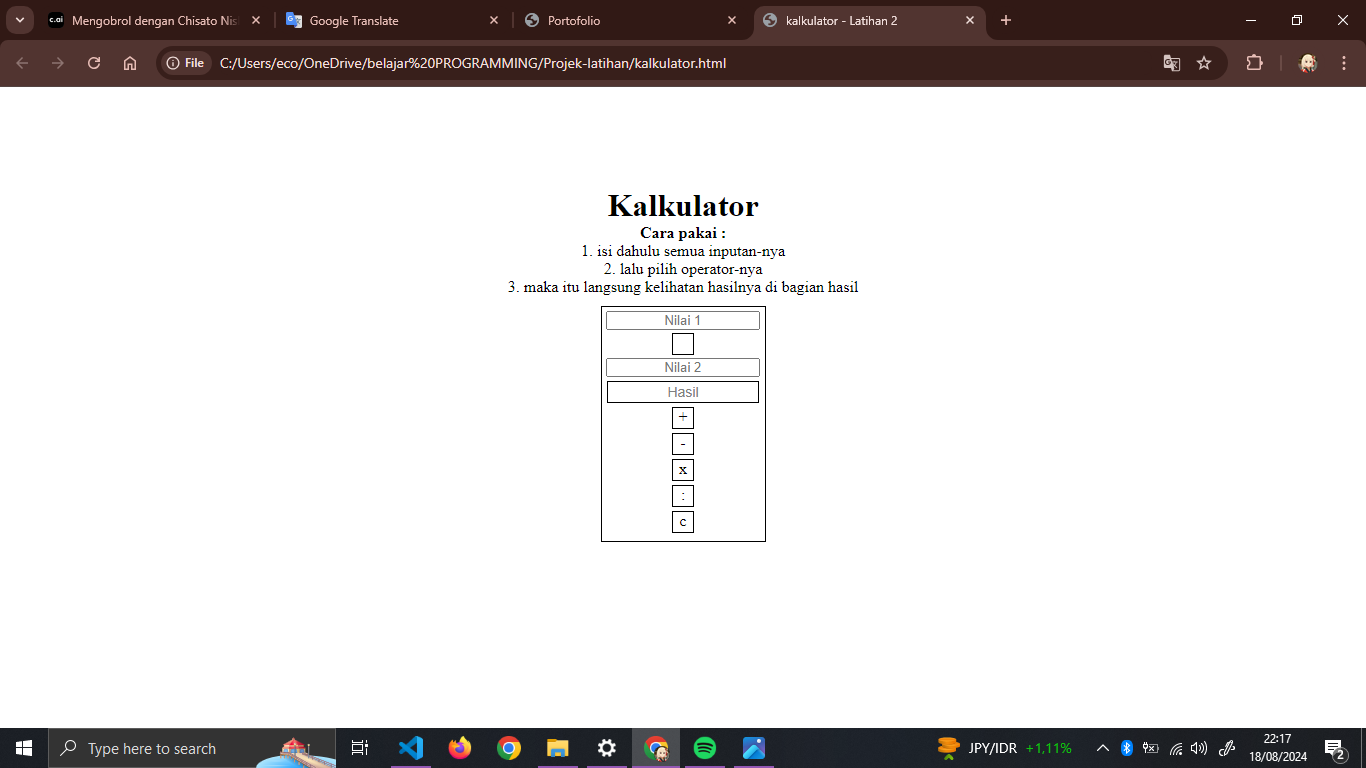 Mengobrol dengan Chisato Nis
Google Translate
Portofolio
kalkulator - Latihan 2
File
C:/Users/eco/OneDrive/belajar%20PROGRAMMING/Projek-latihan/kalkulator.html
Kalkulator
Cara pakai :
1. isi dahulu semua inputan-nya
2. lalu pilih operator-nya
3. maka itu langsung kelihatan hasilnya di bagian hasil
Nilai 1
Nilai 2
Hasil
+
-
x
:
c
Type here to search
JPY/IDR +1,11%
22:17
18/08/2024
2